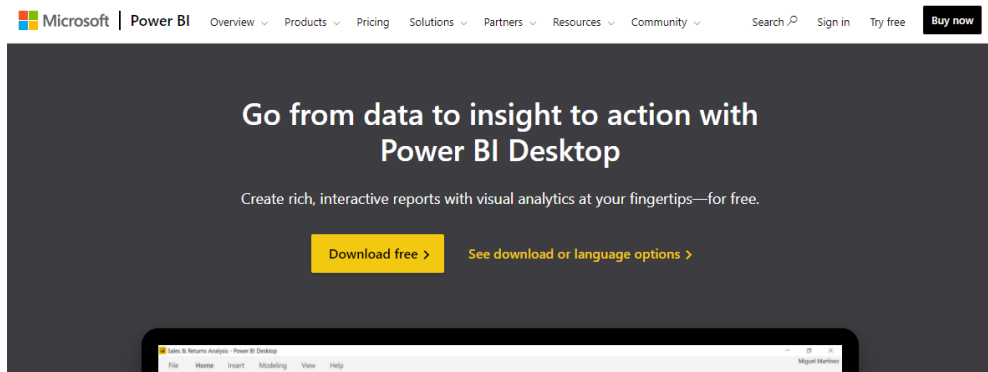 Microsoft | Power BI Overview Products Pricing Solutions Partners Resources Community Search Sign in Try free Buy now
Go from data to insight to action with
Power BI Desktop
Create rich, interactive reports with visual analytics at your fingertips—for free.
Download free > See download or language options >
Sales & Returns Analysis - Power BI Desktop
Miguel Martinez
File Home Insert Modeling View Help